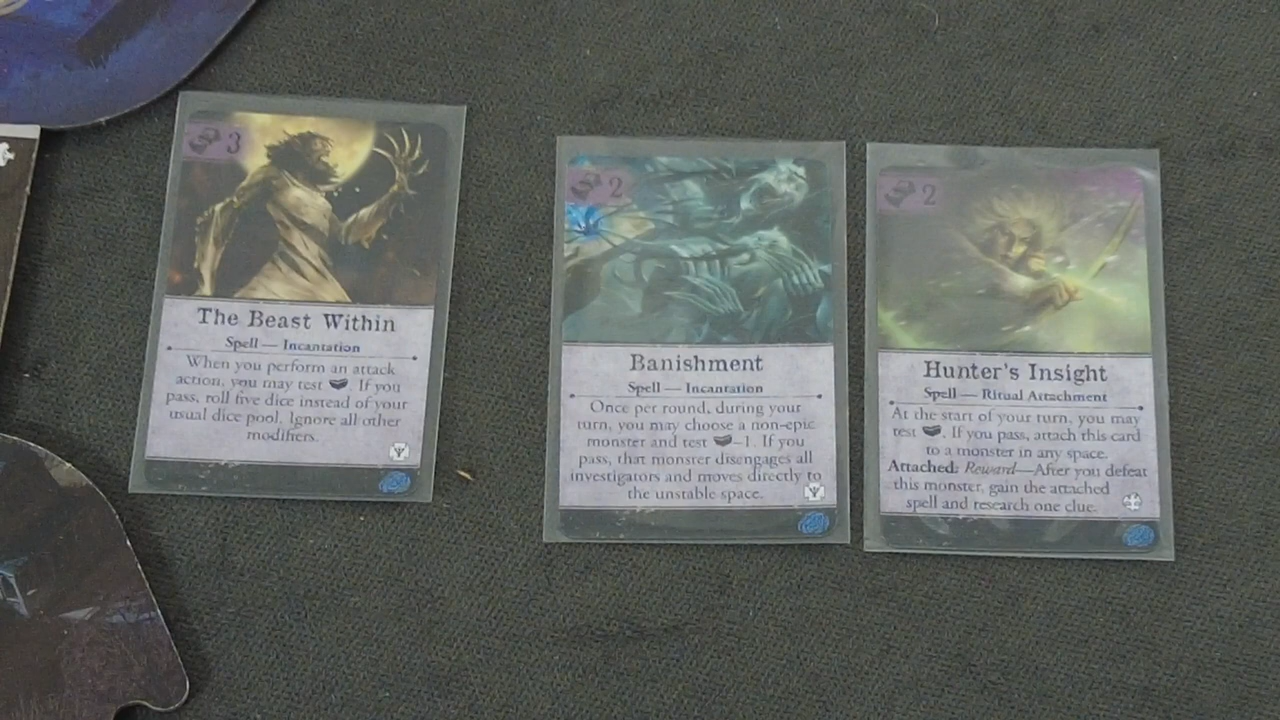 3
The Beast Within
Spell — Incantation
When you perform an attack
action, you may test . If you
pass, roll five dice instead of your
usual dice pool. Ignore all other
modifiers.
2
Banishment
Spell — Incantation
Once per round, during your
turn, you may choose a non-epic
monster and test –1. If you
pass, that monster disengages all
investigators and moves directly to
the unstable space.
2
Hunter's Insight
Spell — Ritual Attachment
At the start of your turn, you may
test . If you pass, attach this card
to a monster in any space.
Attached: Reward—After you defeat
this monster, gain the attached
spell and research one clue.